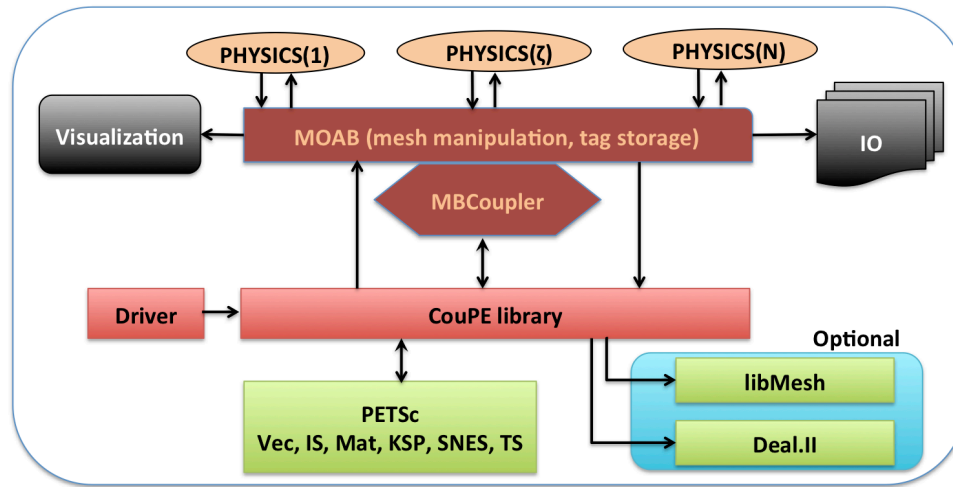 PHYSICS(1)
PHYSICS(ζ)
PHYSICS(N)
Visualization
MOAB (mesh manipulation, tag storage)
IO
MBCoupler
Driver
CouPE library
Optional
libMesh
PETSc
Vec, IS, Mat, KSP, SNES, TS
Deal.II